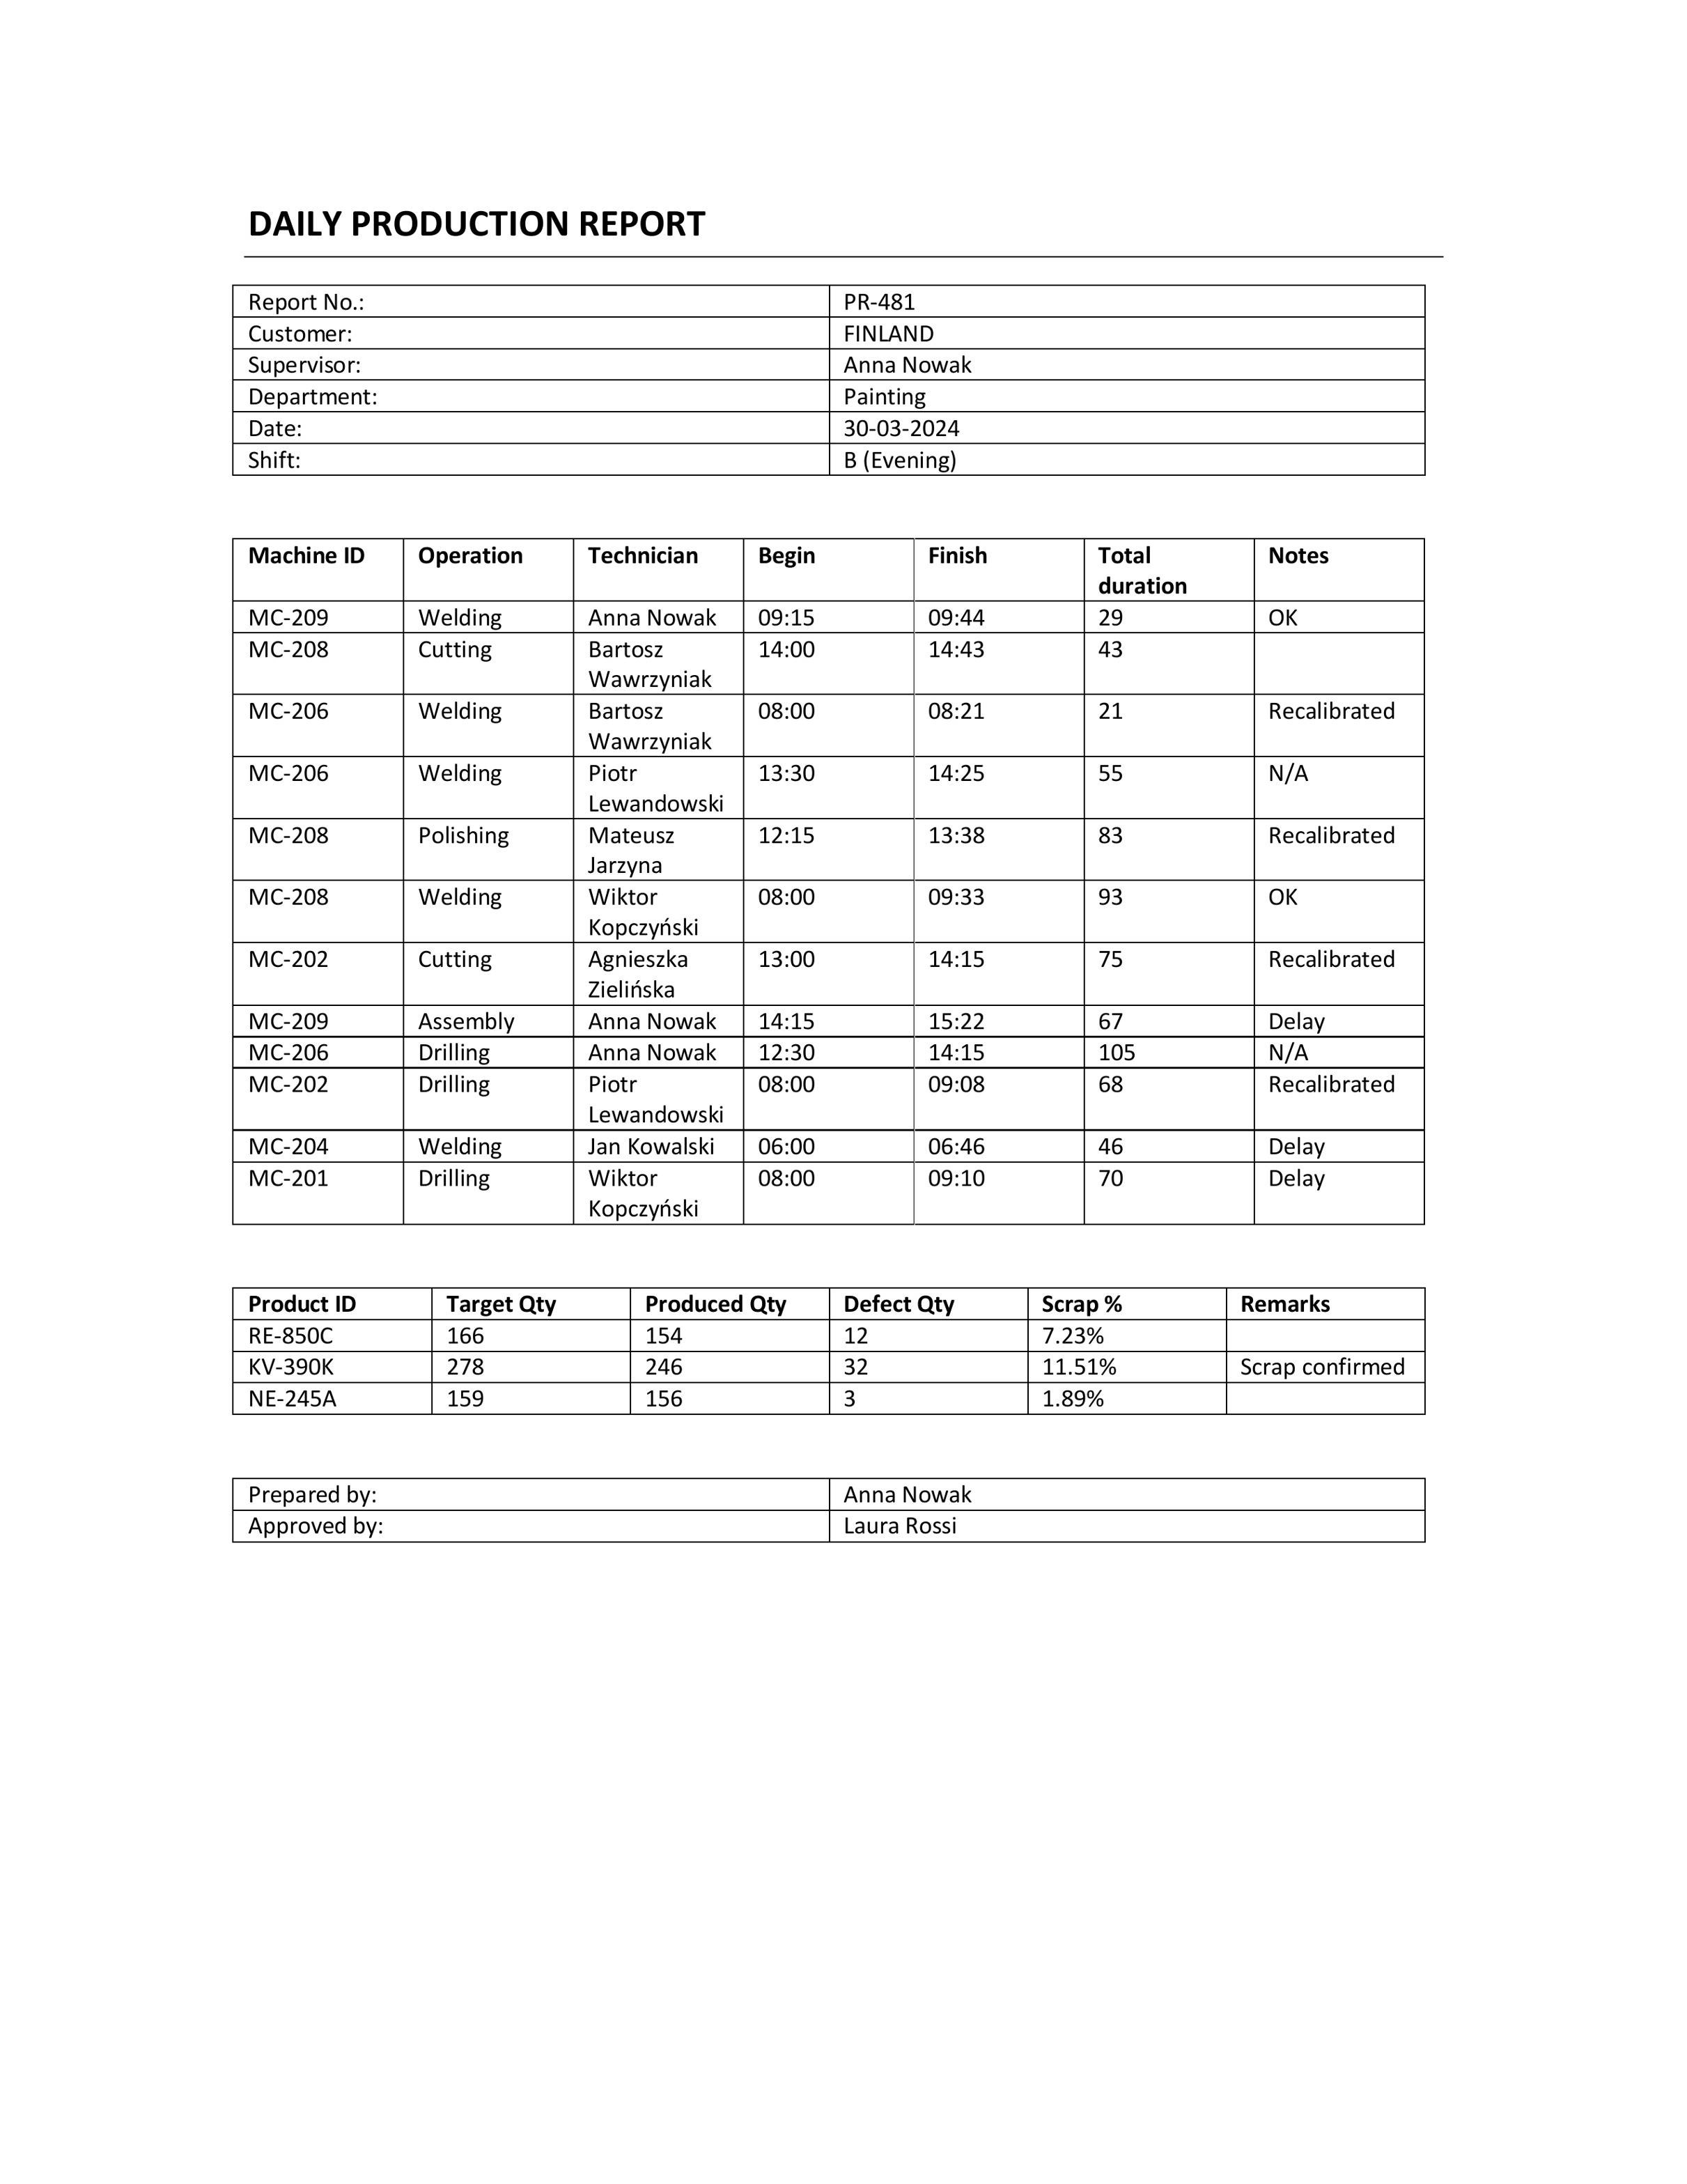 DAILY PRODUCTION REPORT
Report No.: PR-481
Customer: FINLAND
Supervisor: Anna Nowak
Department: Painting
Date: 30-03-2024
Shift: B (Evening)
Machine ID Operation Technician Begin Finish Total duration Notes
MC-209 Welding Anna Nowak 09:15 09:44 29 OK
MC-208 Cutting Bartosz Wawrzyniak 14:00 14:43 43
MC-206 Welding Bartosz Wawrzyniak 08:00 08:21 21 Recalibrated
MC-206 Welding Piotr Lewandowski 13:30 14:25 55 N/A
MC-208 Polishing Mateusz Jarzyna 12:15 13:38 83 Recalibrated
MC-208 Welding Wiktor Kopczyński 08:00 09:33 93 OK
MC-202 Cutting Agnieszka Zielińska 13:00 14:15 75 Recalibrated
MC-209 Assembly Anna Nowak 14:15 15:22 67 Delay
MC-206 Drilling Anna Nowak 12:30 14:15 105 N/A
MC-202 Drilling Piotr Lewandowski 08:00 09:08 68 Recalibrated
MC-204 Welding Jan Kowalski 06:00 06:46 46 Delay
MC-201 Drilling Wiktor Kopczyński 08:00 09:10 70 Delay
Product ID Target Qty Produced Qty Defect Qty Scrap % Remarks
RE-850C 166 154 12 7.23%
KV-390K 278 246 32 11.51% Scrap confirmed
NE-245A 159 156 3 1.89%
Prepared by: Anna Nowak
Approved by: Laura Rossi